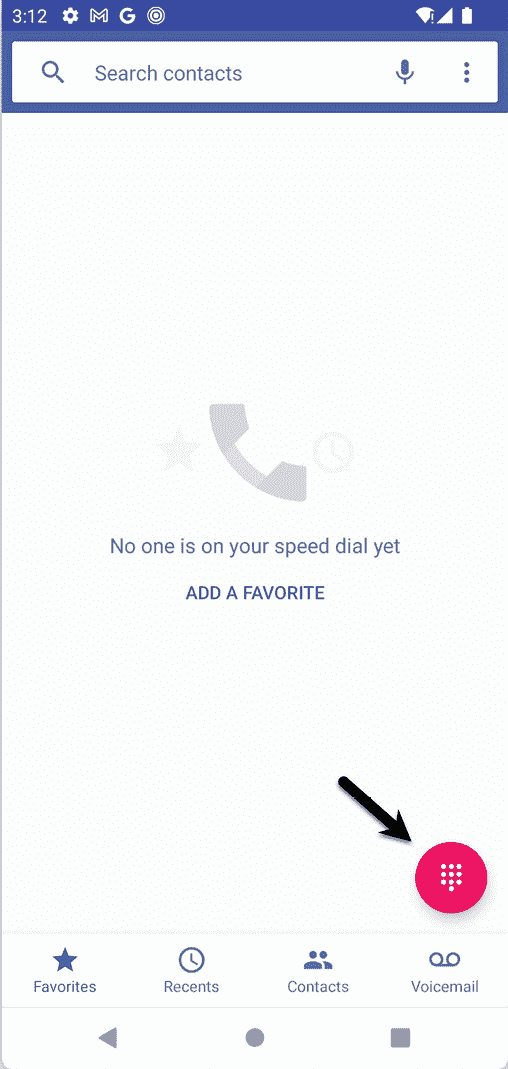 3:12
Search contacts
No one is on your speed dial yet
ADD A FAVORITE
Favorites Recents Contacts Voicemail